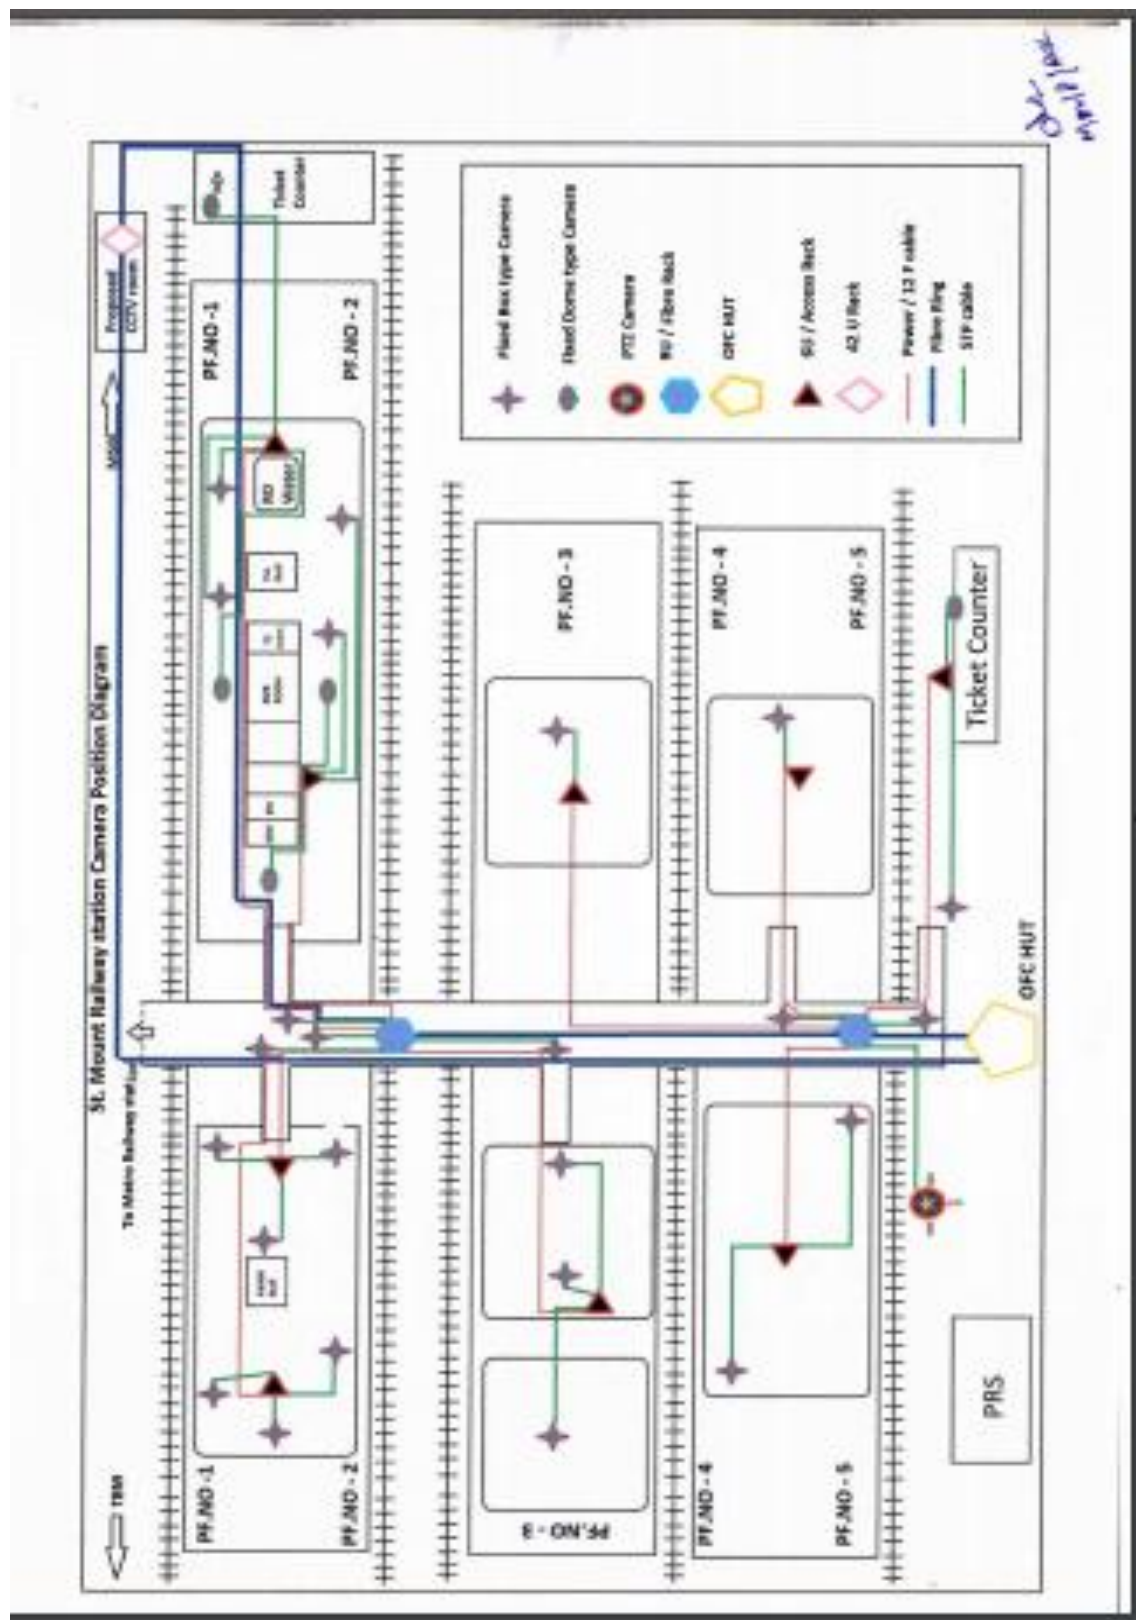 St. Mount Railway station Camera Position Diagram
TBM
MSB
To Metro Railway
Proposed
CCTV room
Ticket
Counter
PF.NO -1
PF.NO - 2
PF.NO -1
PF.NO - 2
RO
Water
PF.NO - 3
PF.NO - 3
PF.NO - 4
PF.NO - 5
PF.NO - 4
PF.NO - 5
Ticket Counter
OFC HUT
PRS
Fixed Box type Camera
Fixed Dome type Camera
PTZ Camera
9U / Fibre Rack
OFC HUT
6U / Access Rack
42 U Rack
Power / 12 F cable
Fibre Ring
STP cable